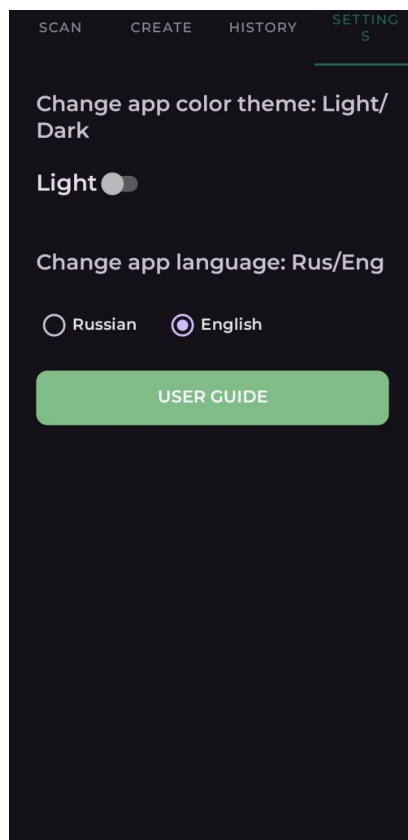 SCAN CREATE HISTORY SETTING
S
Change app color theme: Light/
Dark
Light
Change app language: Rus/Eng
Russian English
USER GUIDE